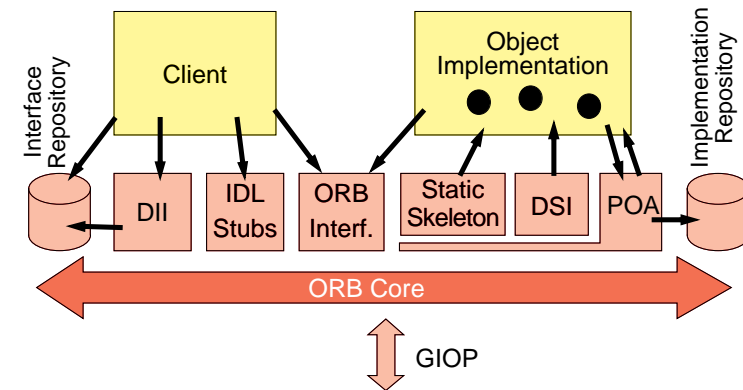 Interface
Repository
Client
Object
Implementation
Implementation
Repository
DII
IDL
Stubs
ORB
Interf.
Static
Skeleton
DSI
POA
ORB Core
GIOP